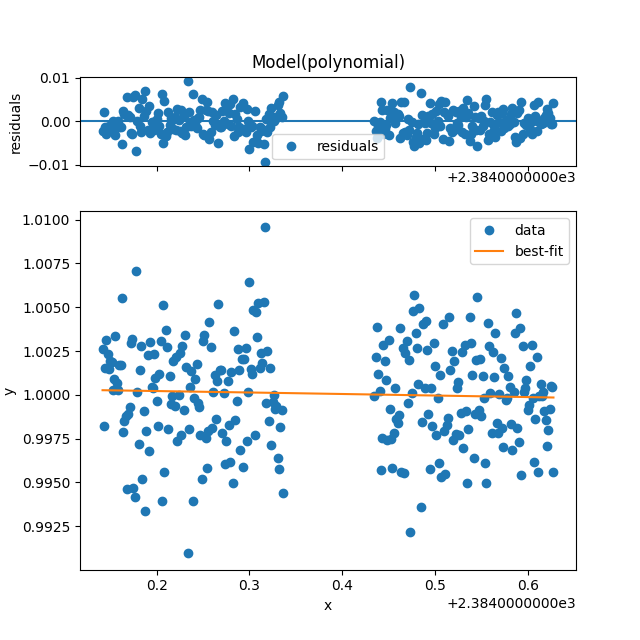 Model(polynomial)
0.01
0.00
−0.01
residuals
residuals
+2.3840000000e3
1.0100
1.0075
1.0050
1.0025
1.0000
0.9975
0.9950
0.9925
y
data
best-fit
0.2 0.3 0.4 0.5 0.6
x
+2.3840000000e3